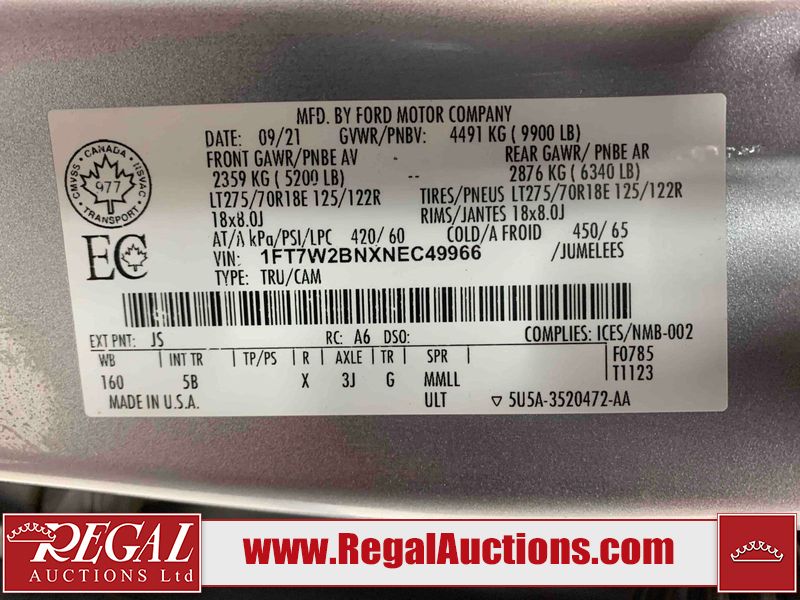 MFD. BY FORD MOTOR COMPANY
DATE: 09/21 GVWR/PNBV: 4491 KG ( 9900 LB)
FRONT GAWR/PNBE AV REAR GAWR/ PNBE AR
2359 KG ( 5200 LB) -- 2876 KG ( 6340 LB)
LT275/70R18E 125/122R TIRES/PNEUS LT275/70R18E 125/122R
18x8.0J RIMS/JANTES 18x8.0J
AT/A kPa/PSI/LPC 420/ 60 COLD/A FROID 450/ 65
VIN: 1FT7W2BNXNEC49966 /JUMELEES
TYPE: TRU/CAM
CANADA
CMVSS NSVAC
977
TRANSPORT
EC
EXT PNT: JS RC: A6 DSO: COMPLIES: ICES/NMB-002
WB INT TR TP/PS R AXLE TR SPR F0785
160 5B X 3J G MMLL T1123
MADE IN U.S.A. ULT ▽ 5U5A-3520472-AA
REGAL
AUCTIONS Ltd
www.RegalAuctions.com